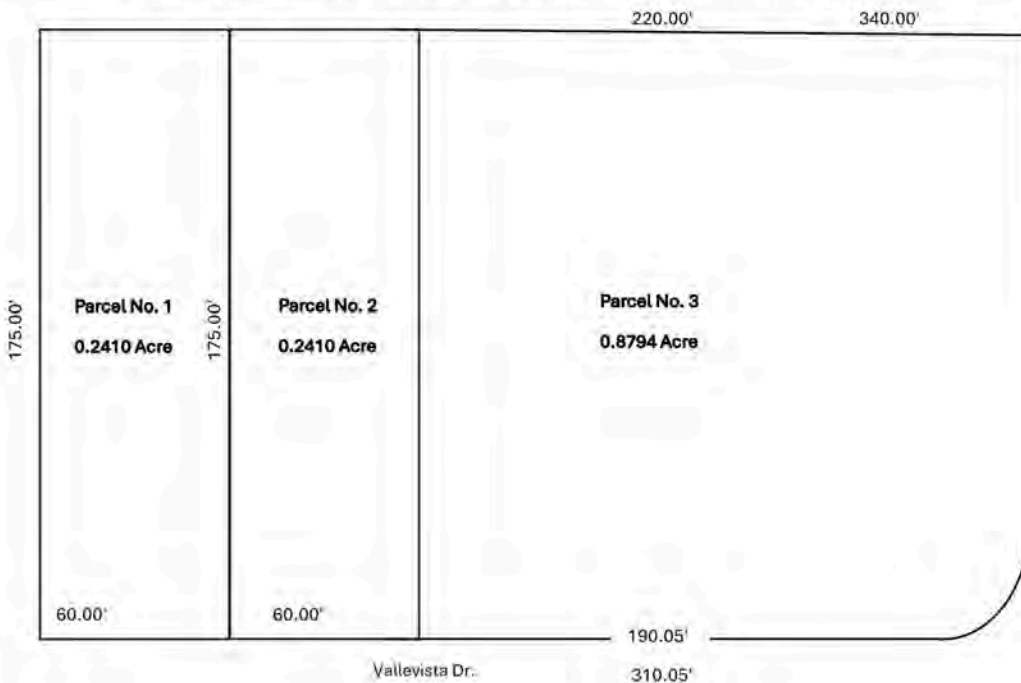 220.00' 340.00'
175.00'
Parcel No. 1
0.2410 Acre
175.00'
Parcel No. 2
0.2410 Acre
Parcel No. 3
0.8794 Acre
60.00' 60.00'
190.05'
Vallevista Dr.
310.05'